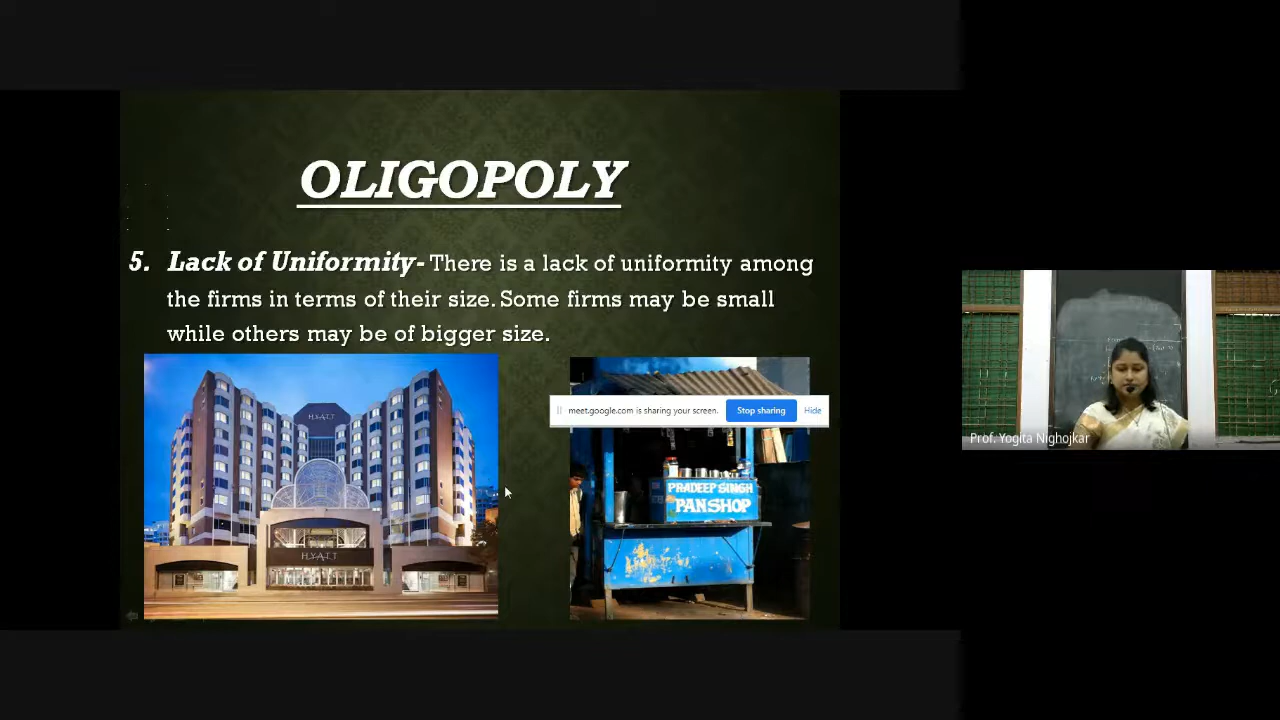 OLIGOPOLY
5. Lack of Uniformity- There is a lack of uniformity among
the firms in terms of their size. Some firms may be small
while others may be of bigger size.
HYATT
HYATT
meet.google.com is sharing your screen.
Stop sharing
Hide
PRADEEP SINGH
PAN SHOP
Prof. Yogita Nighojkar